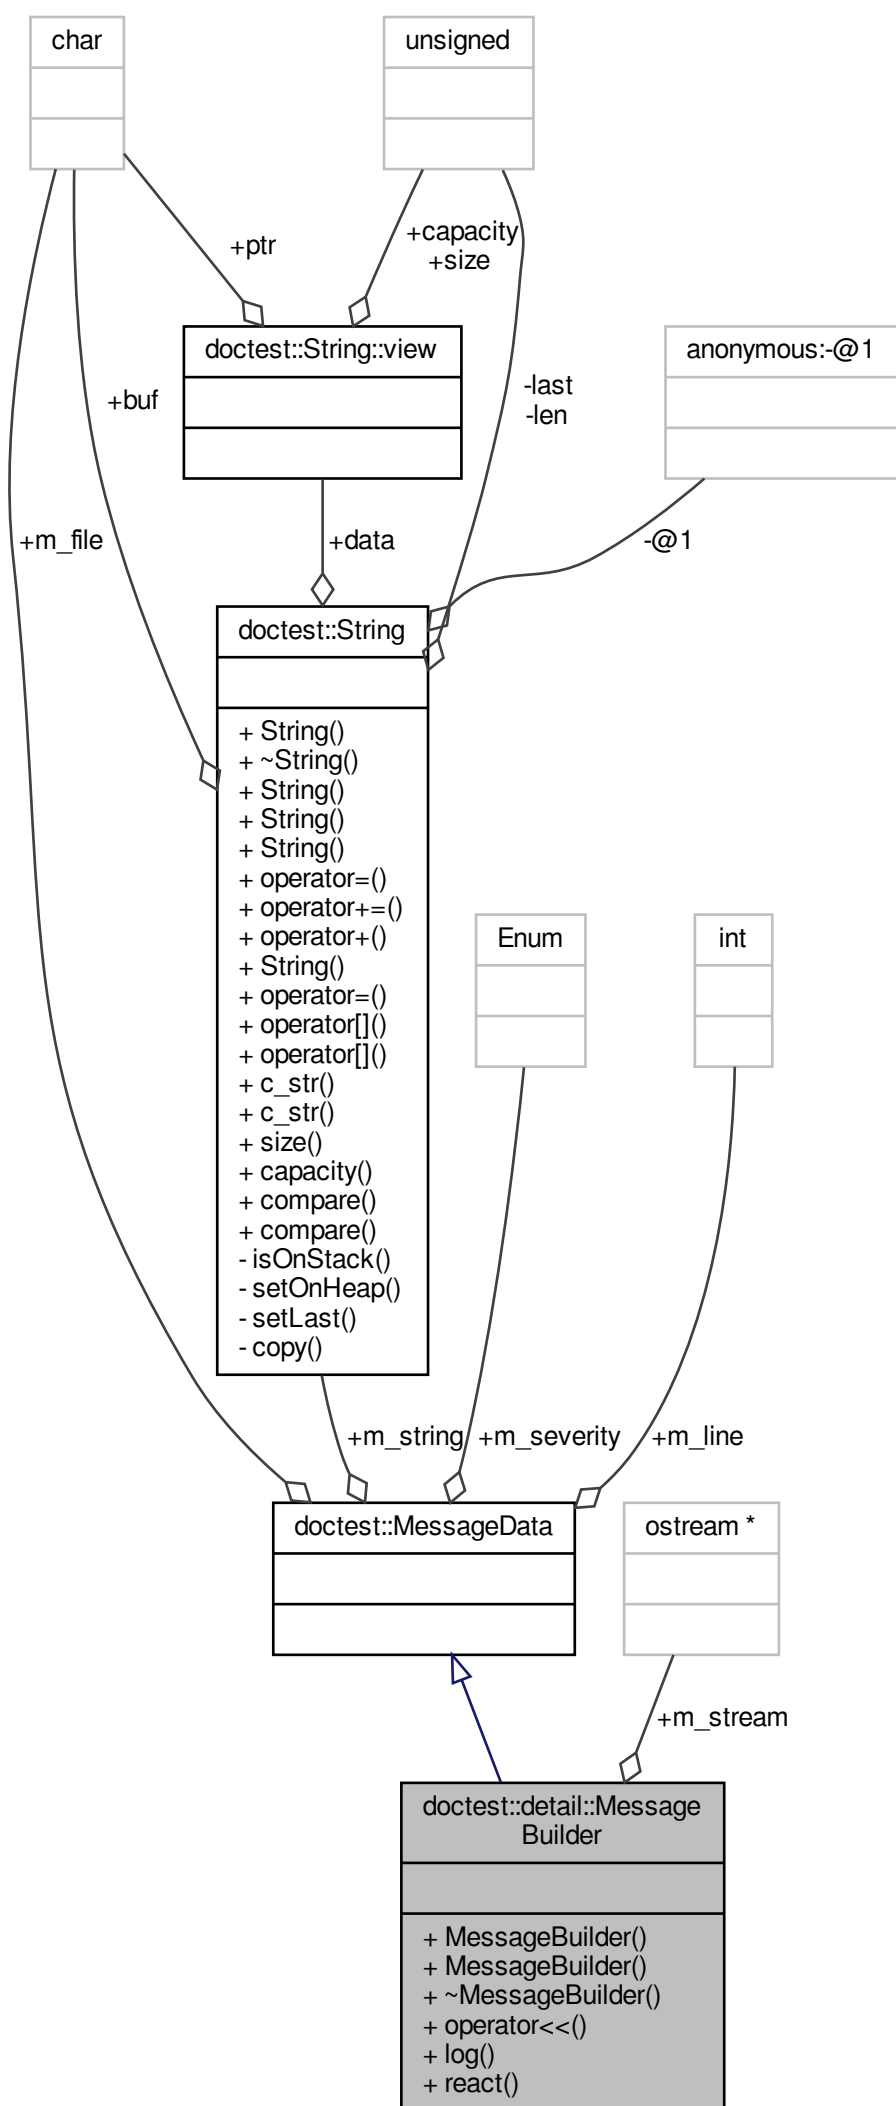 char
unsigned
+ptr
+capacity
+size
doctest::String::view
anonymous:-@1
+buf
-last
-len
+m_file
+data
-@1
doctest::String
+ String()
+ ~String()
+ String()
+ String()
+ String()
+ operator=()
+ operator+=()
+ operator+()
+ String()
+ operator=()
+ operator[]()
+ operator[]()
+ c_str()
+ c_str()
+ size()
+ capacity()
+ compare()
+ compare()
- isOnStack()
- setOnHeap()
- setLast()
- copy()
Enum
int
+m_string
+m_severity
+m_line
doctest::MessageData
ostream *
+m_stream
doctest::detail::Message
Builder
+ MessageBuilder()
+ MessageBuilder()
+ ~MessageBuilder()
+ operator<<()
+ log()
+ react()